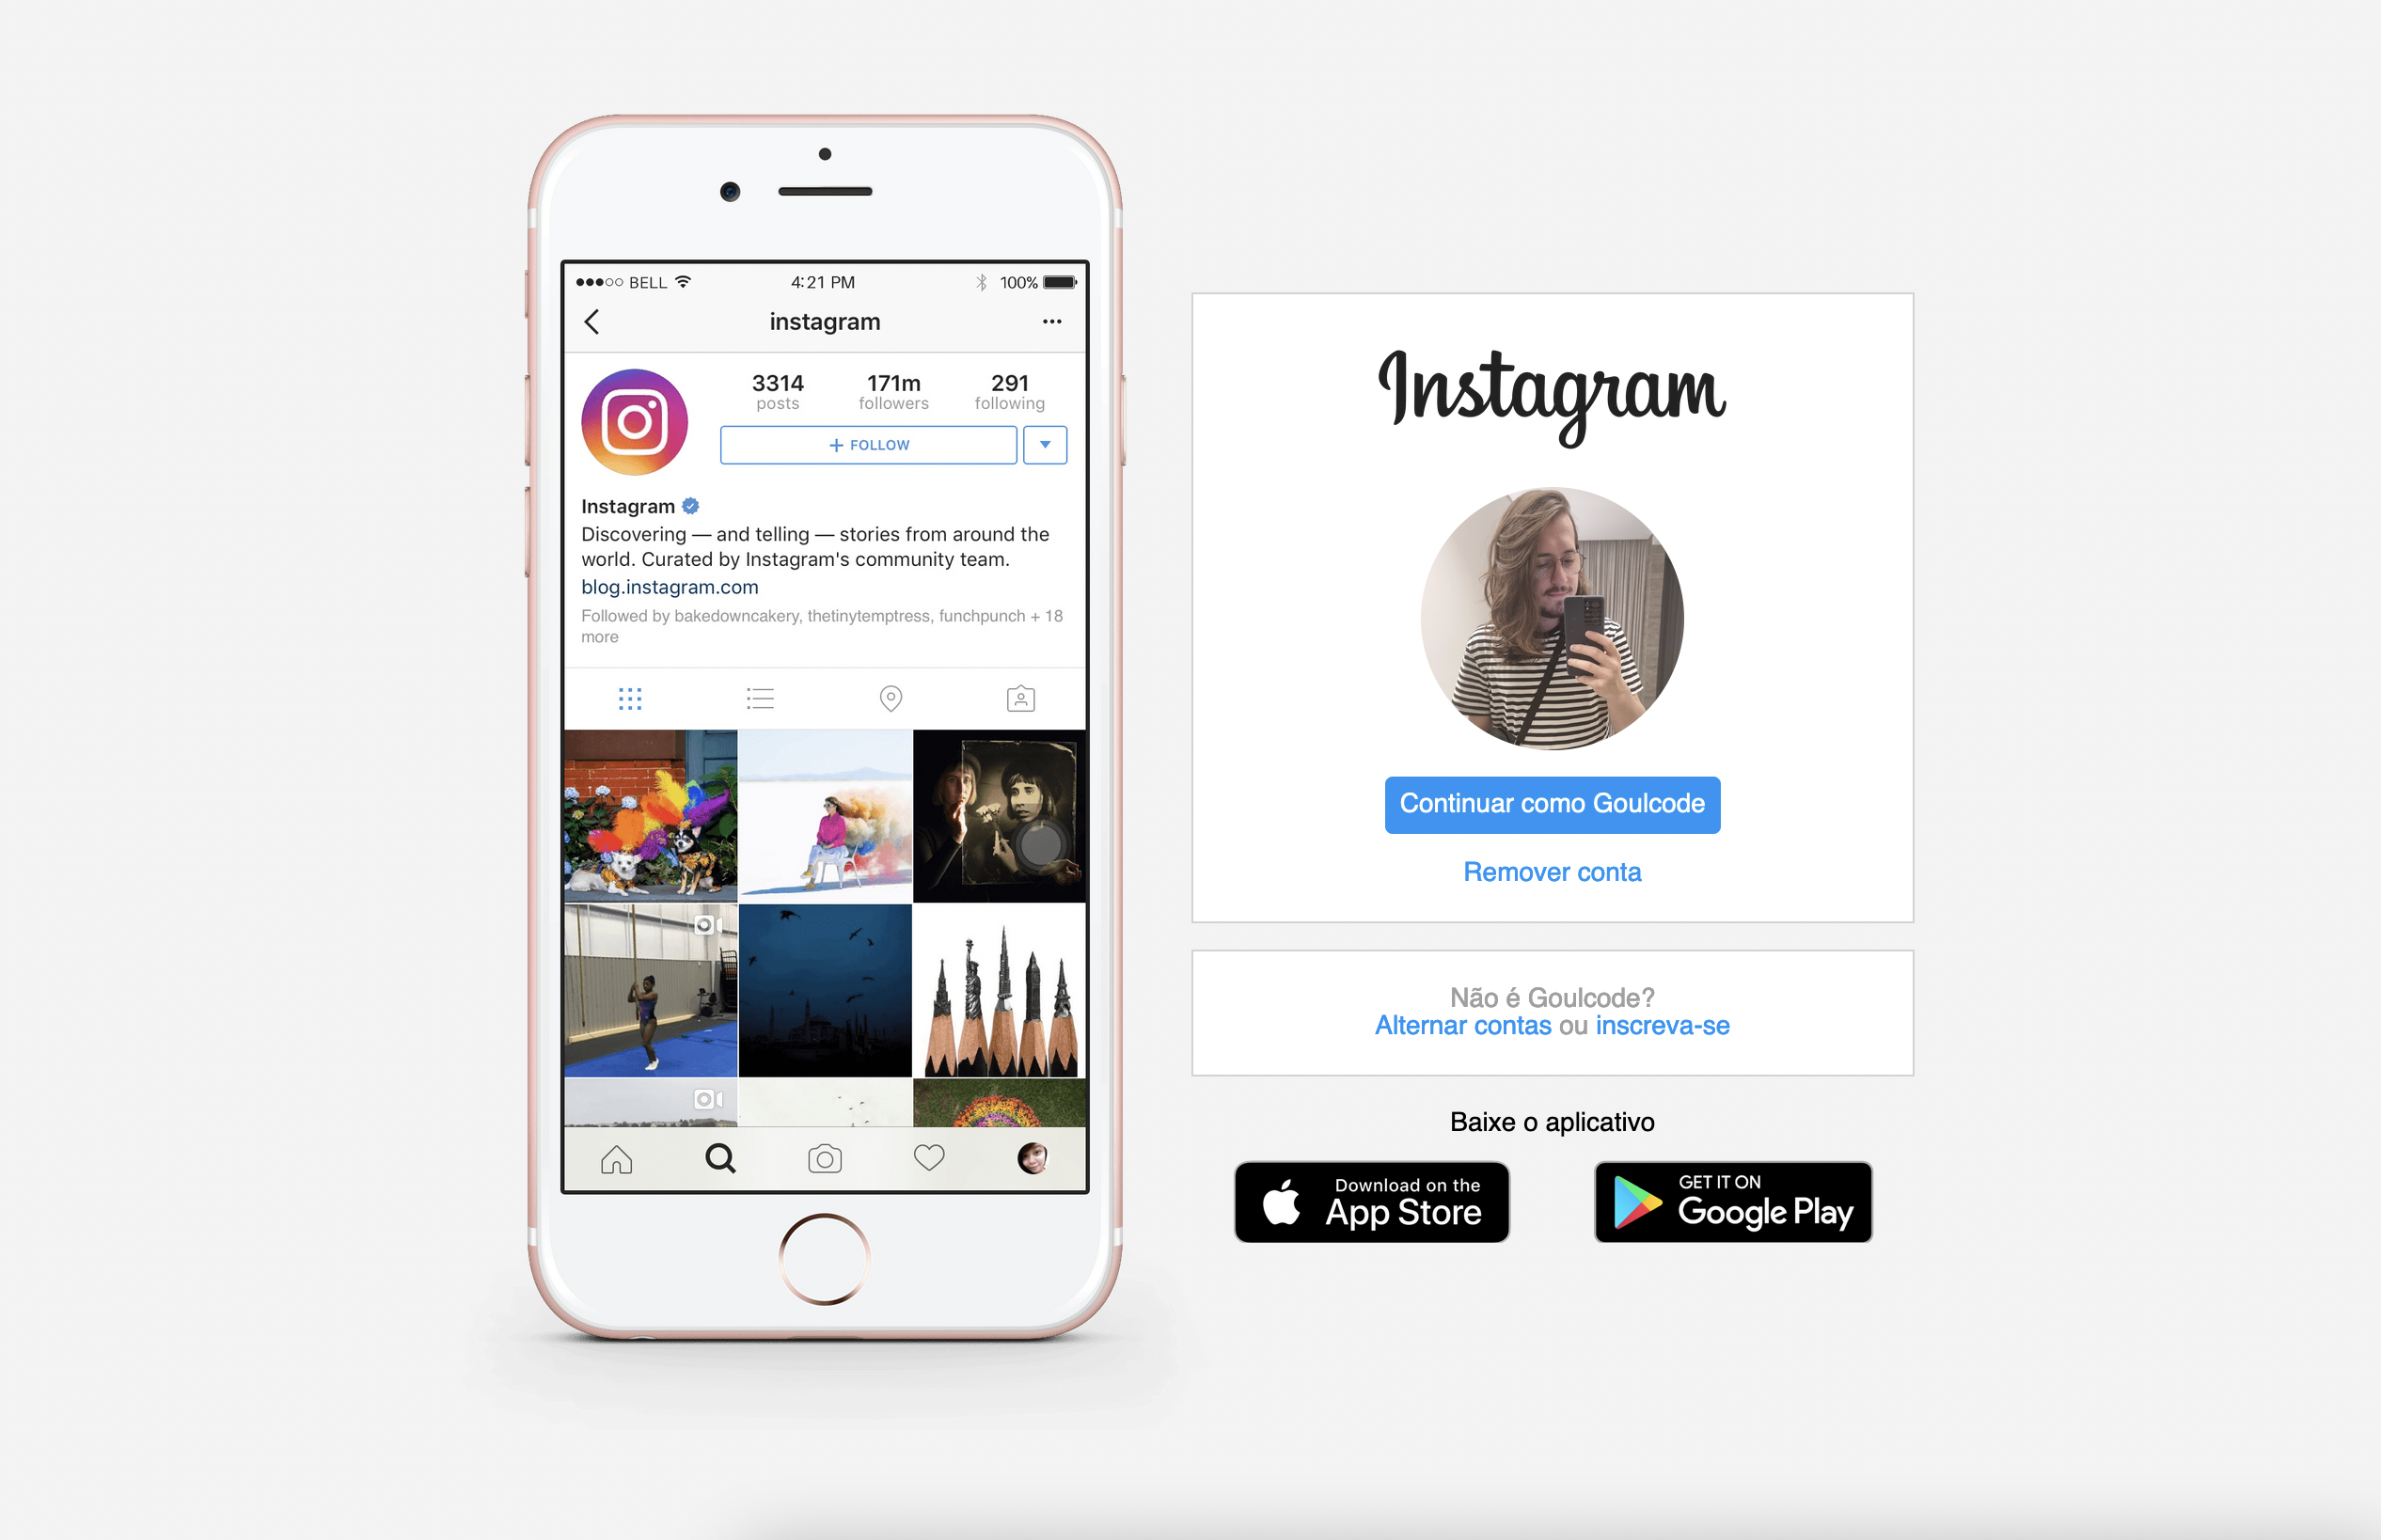 BELL
4:21 PM
100%
instagram
3314
171m
291
posts
followers
following
+ FOLLOW
Instagram
Discovering — and telling — stories from around the
world. Curated by Instagram's community team.
blog.instagram.com
Followed by bakedowncakery, thetinytemptress, funchpunch + 18
more
Instagram
Continuar como Goulcode
Remover conta
Não é Goulcode?
Alternar contas ou inscreva-se
Baixe o aplicativo
Download on the
App Store
GET IT ON
Google Play